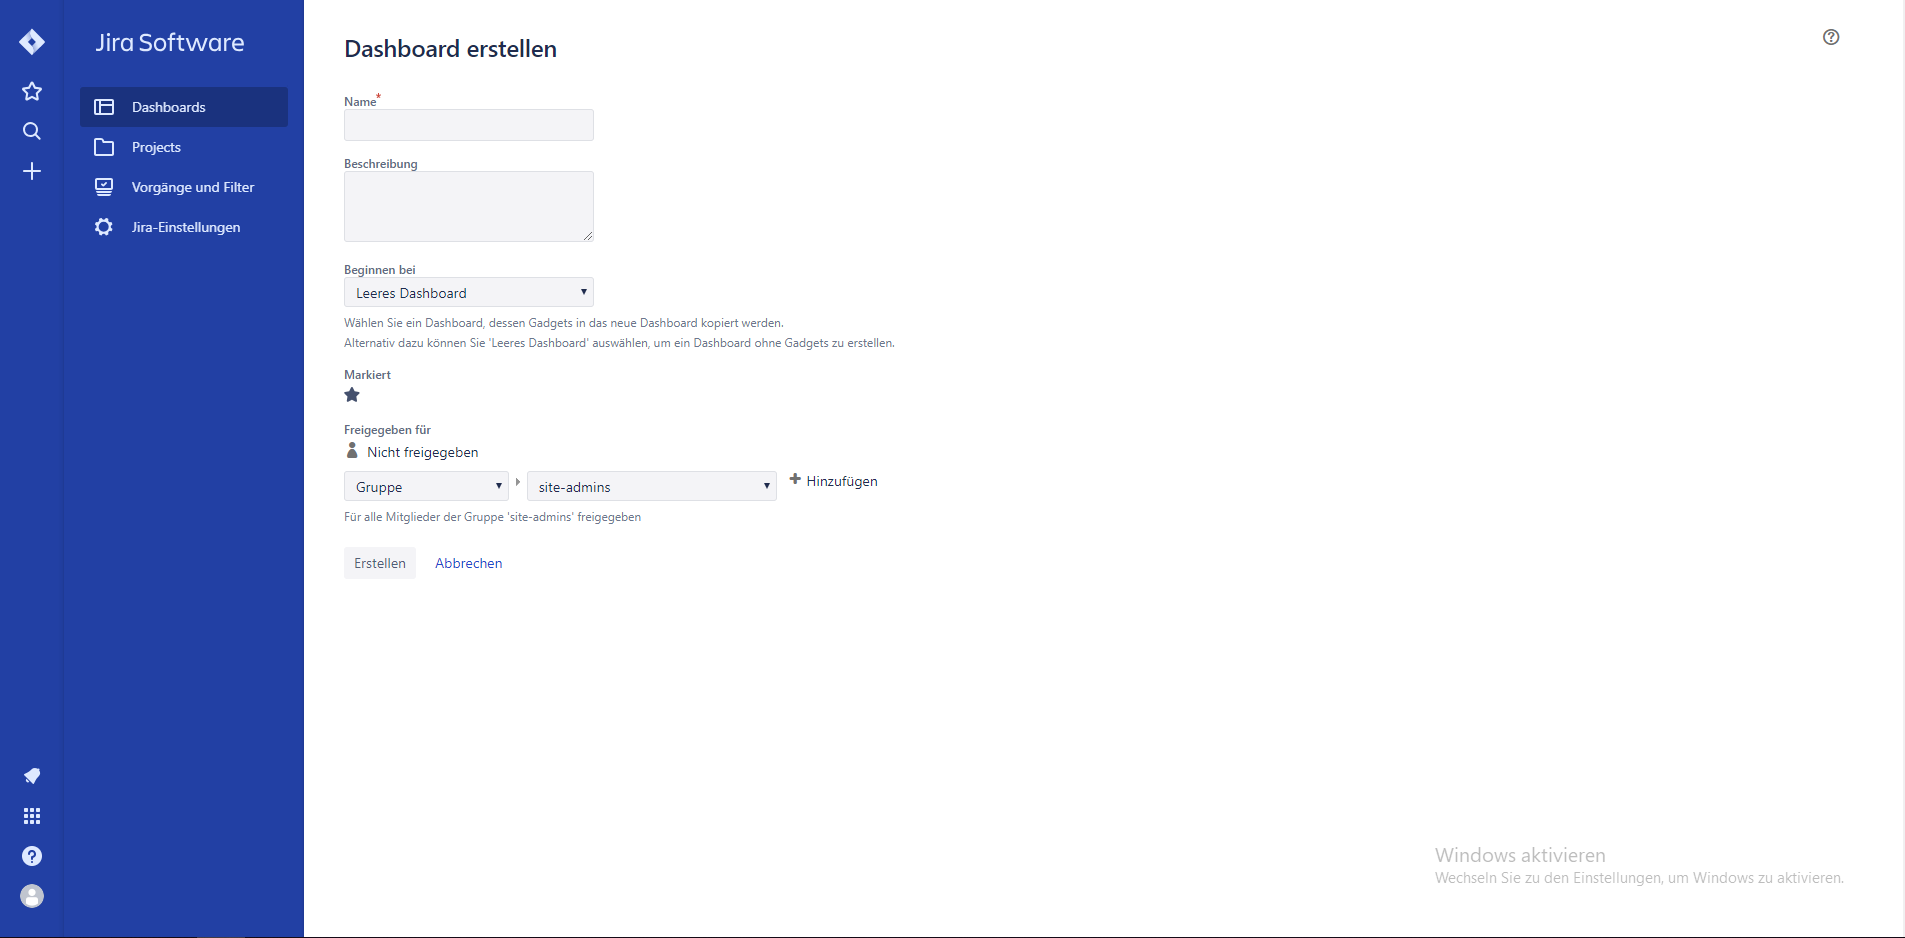 Jira Software
Dashboards
Projects
Vorgänge und Filter
Jira-Einstellungen
Dashboard erstellen
Name*
Beschreibung
Beginnen bei
Leeres Dashboard
Wählen Sie ein Dashboard, dessen Gadgets in das neue Dashboard kopiert werden.
Alternativ dazu können Sie 'Leeres Dashboard' auswählen, um ein Dashboard ohne Gadgets zu erstellen.
Markiert
Freigegeben für
Nicht freigegeben
Gruppe site-admins Hinzufügen
Für alle Mitglieder der Gruppe 'site-admins' freigegeben
Erstellen Abbrechen
Windows aktivieren
Wechseln Sie zu den Einstellungen, um Windows zu aktivieren.